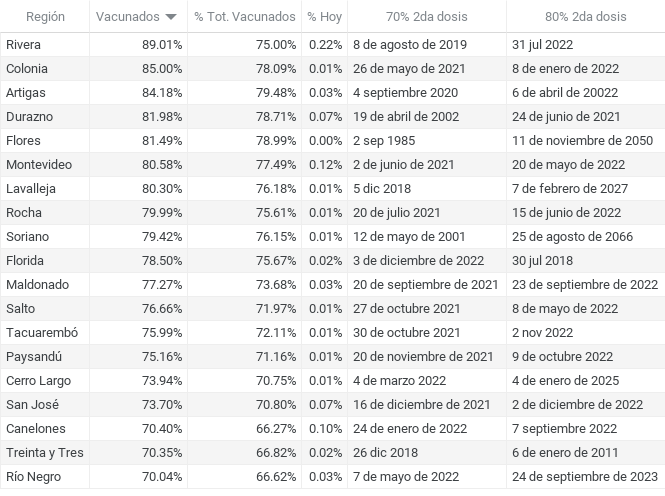 Región Vacunados % Tot. Vacunados % Hoy 70% 2da dosis 80% 2da dosis
Rivera 89.01% 75.00% 0.22% 8 de agosto de 2019 31 jul 2022
Colonia 85.00% 78.09% 0.01% 26 de mayo de 2021 8 de enero de 2022
Artigas 84.18% 79.48% 0.03% 4 septiembre 2020 6 de abril de 20022
Durazno 81.98% 78.71% 0.07% 19 de abril de 2002 24 de junio de 2021
Flores 81.49% 78.99% 0.00% 2 sep 1985 11 de noviembre de 2050
Montevideo 80.58% 77.49% 0.12% 2 de junio de 2021 20 de mayo de 2022
Lavalleja 80.30% 76.18% 0.01% 5 dic 2018 7 de febrero de 2027
Rocha 79.99% 75.61% 0.01% 20 de julio 2021 15 de junio de 2022
Soriano 79.42% 76.15% 0.01% 12 de mayo de 2001 25 de agosto de 2066
Florida 78.50% 75.67% 0.02% 3 de diciembre de 2022 30 jul 2018
Maldonado 77.27% 73.68% 0.03% 20 de septiembre de 2021 23 de septiembre de 2022
Salto 76.66% 71.97% 0.01% 27 de octubre 2021 8 de mayo de 2022
Tacuarembó 75.99% 72.11% 0.01% 30 de octubre 2021 2 nov 2022
Paysandú 75.16% 71.16% 0.01% 20 de noviembre de 2021 9 de octubre 2022
Cerro Largo 73.94% 70.75% 0.01% 4 de marzo 2022 4 de enero de 2025
San José 73.70% 70.80% 0.07% 16 de diciembre de 2021 2 de diciembre de 2022
Canelones 70.40% 66.27% 0.10% 24 de enero de 2022 7 septiembre 2022
Treinta y Tres 70.35% 66.82% 0.02% 26 dic 2018 6 de enero de 2011
Río Negro 70.04% 66.62% 0.03% 7 de mayo de 2022 24 de septiembre de 2023